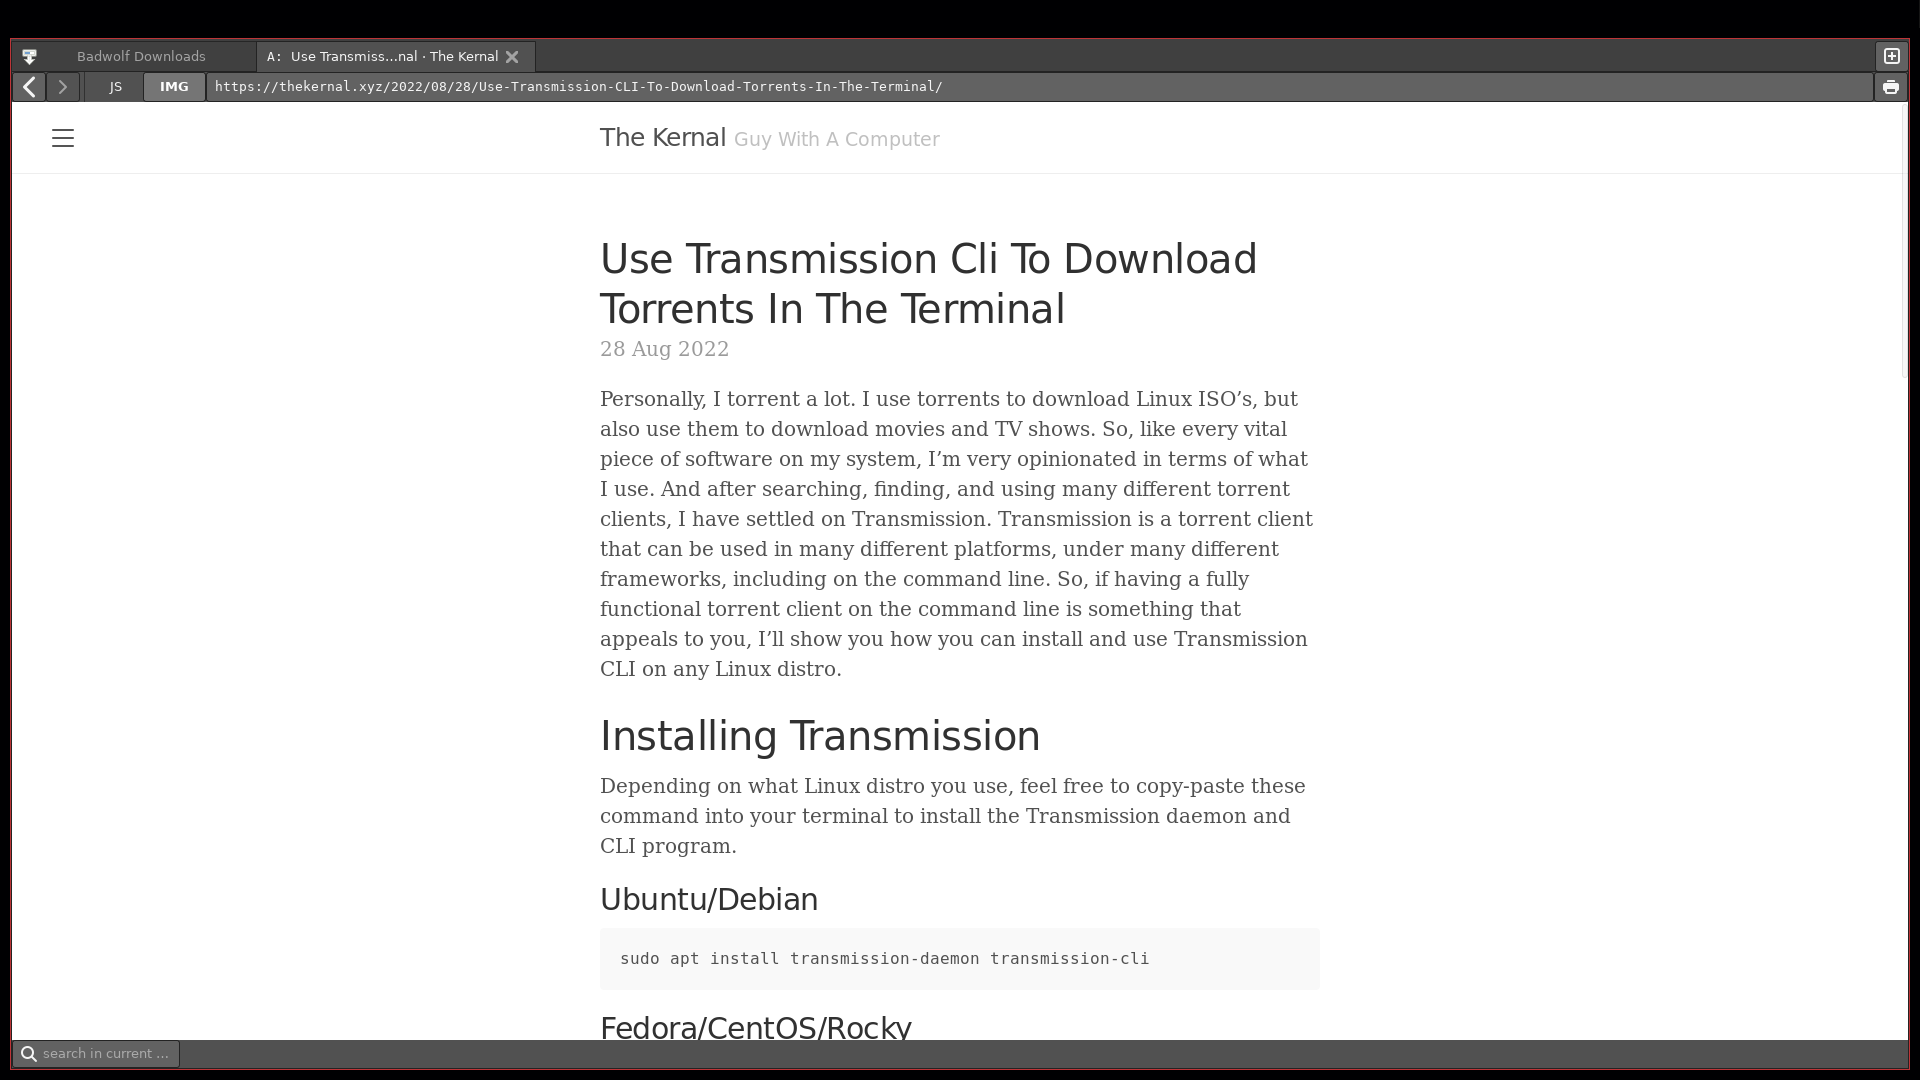 Badwolf Downloads
A: Use Transmiss...nal · The Kernal
JS
IMG
https://thekernal.xyz/2022/08/28/Use-Transmission-CLI-To-Download-Torrents-In-The-Terminal/
The Kernal Guy With A Computer
Use Transmission Cli To Download
Torrents In The Terminal
28 Aug 2022
Personally, I torrent a lot. I use torrents to download Linux ISO’s, but
also use them to download movies and TV shows. So, like every vital
piece of software on my system, I’m very opinionated in terms of what
I use. And after searching, finding, and using many different torrent
clients, I have settled on Transmission. Transmission is a torrent client
that can be used in many different platforms, under many different
frameworks, including on the command line. So, if having a fully
functional torrent client on the command line is something that
appeals to you, I’ll show you how you can install and use Transmission
CLI on any Linux distro.
Installing Transmission
Depending on what Linux distro you use, feel free to copy-paste these
command into your terminal to install the Transmission daemon and
CLI program.
Ubuntu/Debian
sudo apt install transmission-daemon transmission-cli
Fedora/CentOS/Rocky
search in current ...